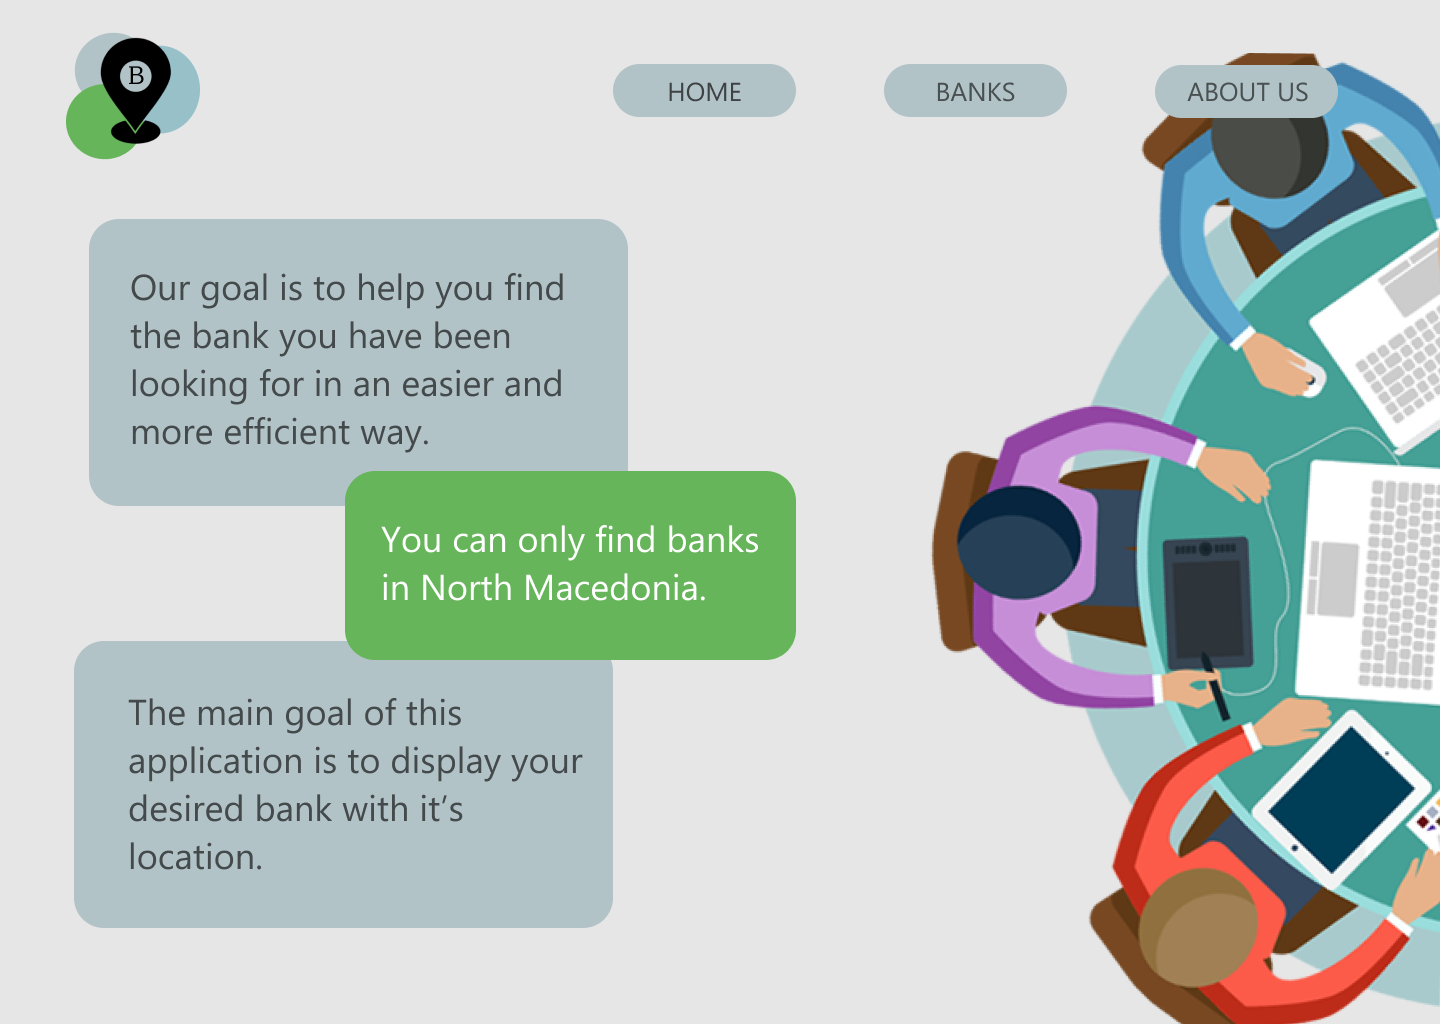 B
HOME
BANKS
ABOUT US
Our goal is to help you find
the bank you have been
looking for in an easier and
more efficient way.
You can only find banks
in North Macedonia.
The main goal of this
application is to display your
desired bank with it’s
location.